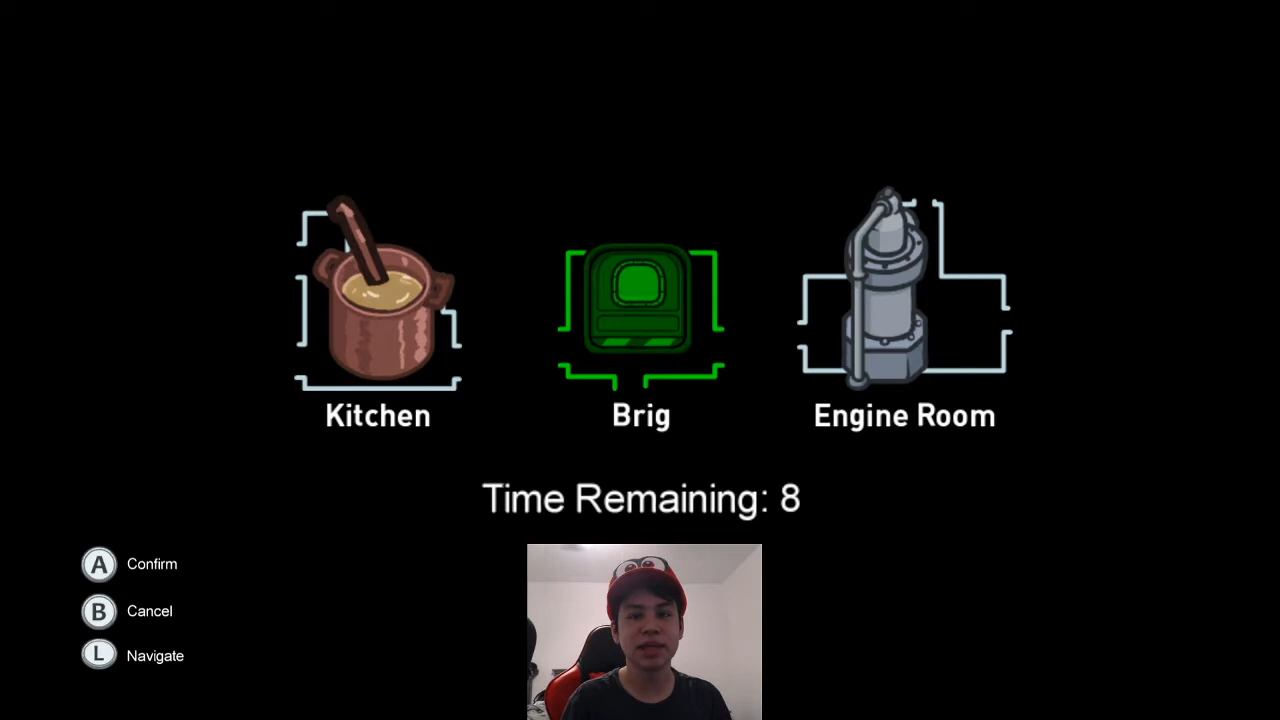 Kitchen
Brig
Engine Room
Time Remaining: 8
A Confirm
B Cancel
L Navigate